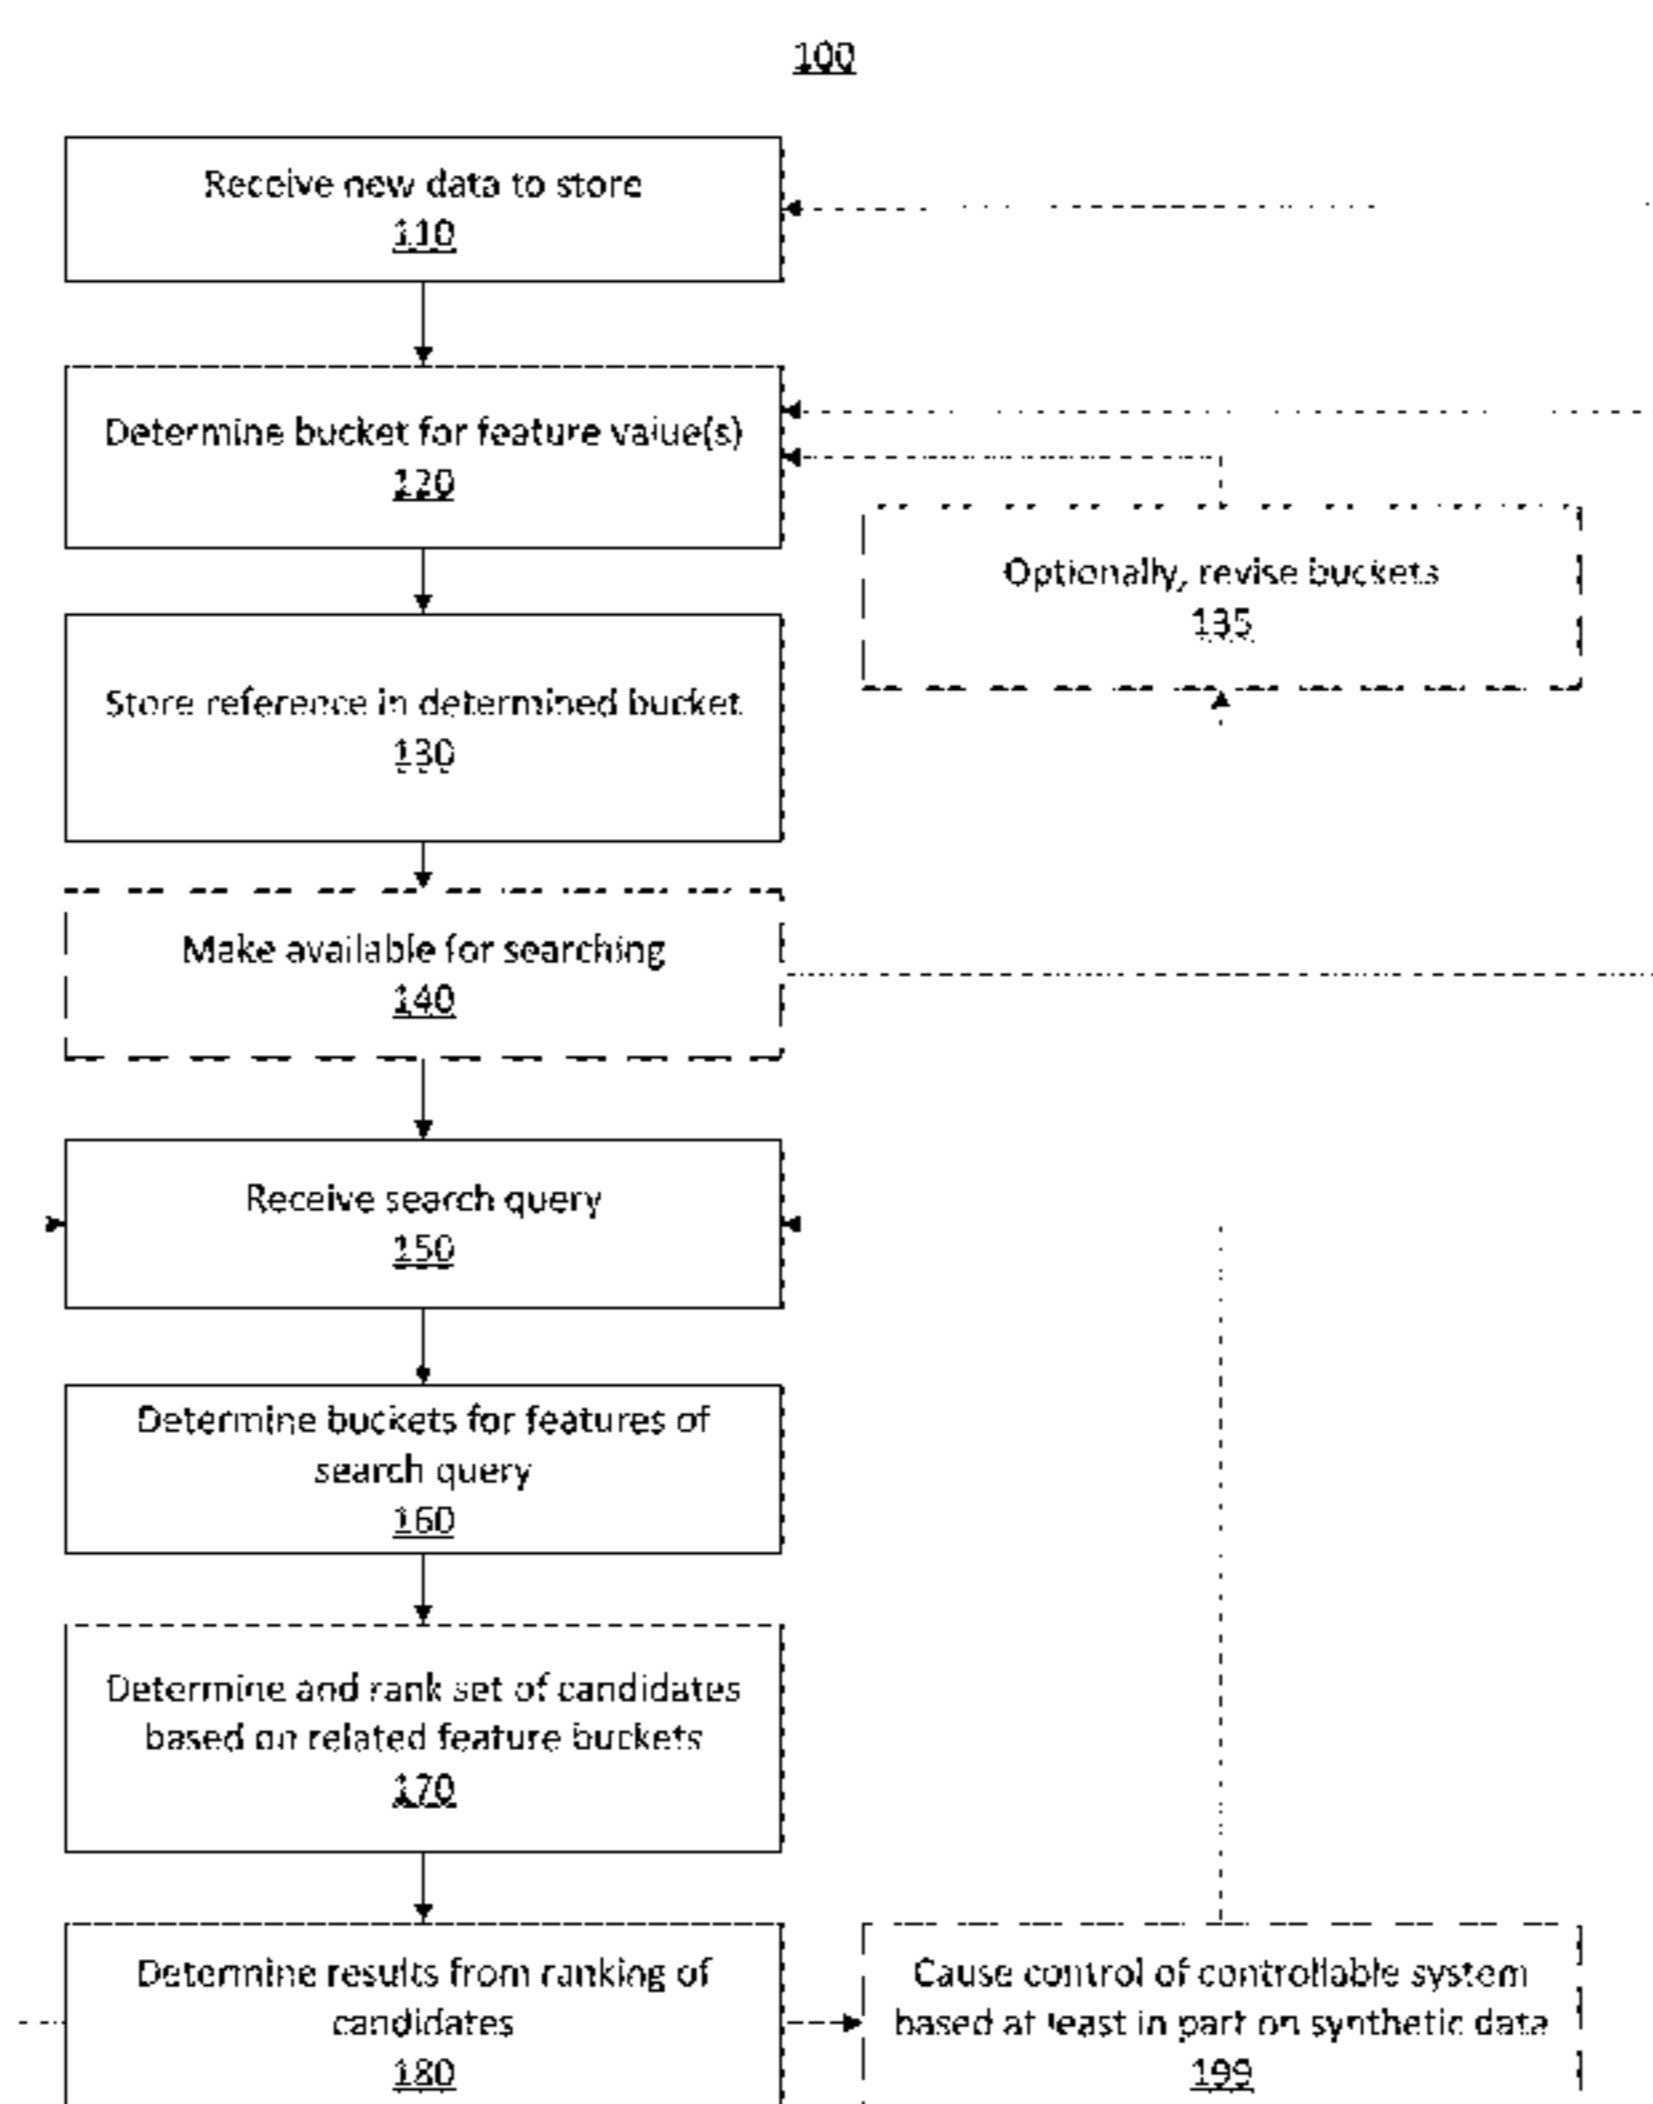 100
Receive new data to store
110
Determine bucket for feature value(s)
120
Optionally, revise buckets
135
Store reference in determined bucket
130
Make available for searching
140
Receive search query
150
Determine buckets for features of
search query
160
Determine and rank set of candidates
based on related feature buckets
170
Determine results from ranking of
candidates
180
Cause control of controllable system
based at least in part on synthetic data
199